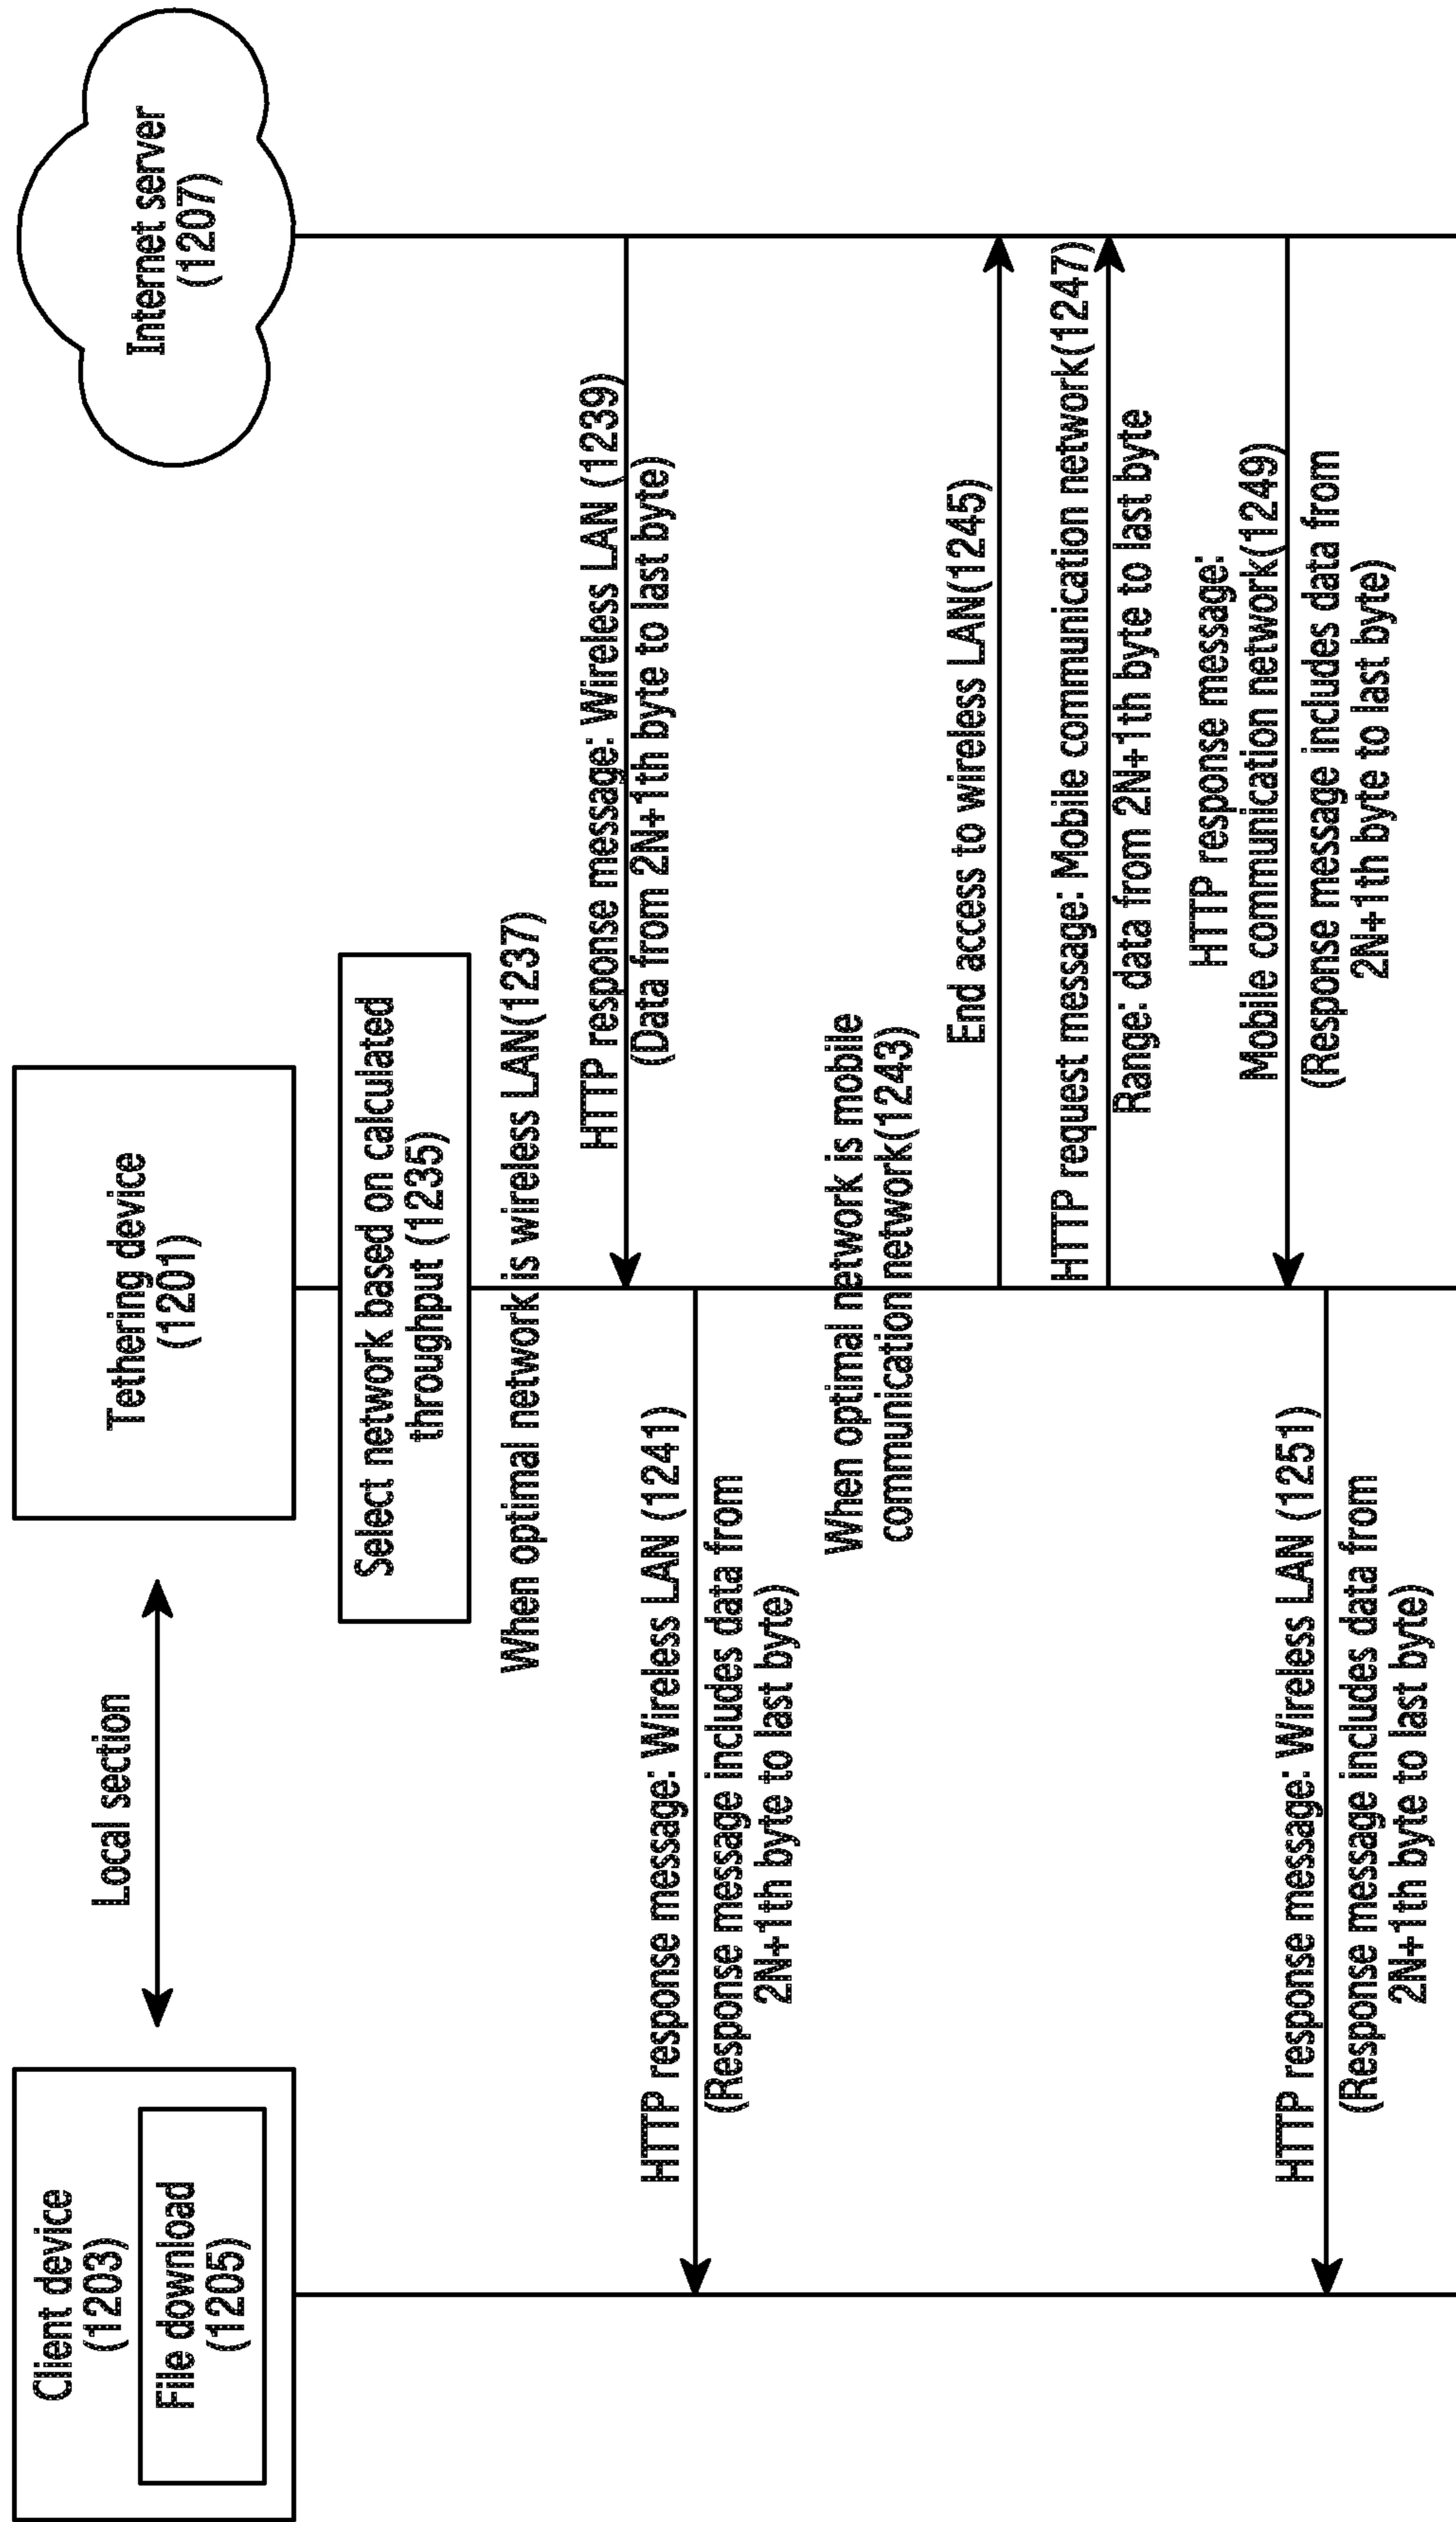 Client device
(1203)
File download
(1205)
Local section
Tethering device
(1201)
Internet server
(1207)
Select network based on calculated
throughput (1235)
When optimal network is wireless LAN(1237)
HTTP response message: Wireless LAN (1239)
(Data from 2N+1th byte to last byte)
HTTP response message: Wireless LAN (1241)
(Response message includes data from
2N+1th byte to last byte)
When optimal network is mobile
communication network(1243)
End access to wireless LAN(1245)
HTTP request message: Mobile communication network(1247)
Range: data from 2N+1th byte to last byte
HTTP response message:
Mobile communication network(1249)
(Response message includes data from
2N+1th byte to last byte)
HTTP response message: Wireless LAN (1251)
(Response message includes data from
2N+1th byte to last byte)